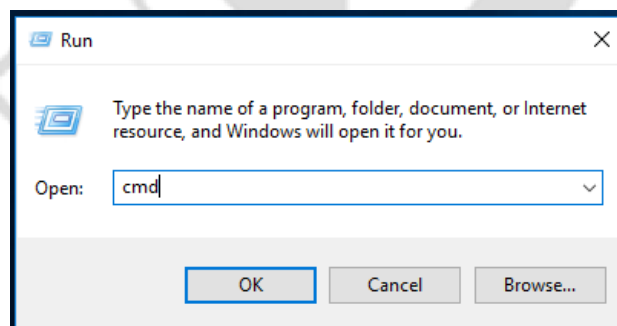 Run
Type the name of a program, folder, document, or Internet
resource, and Windows will open it for you.
Open: cmd
OK Cancel Browse...